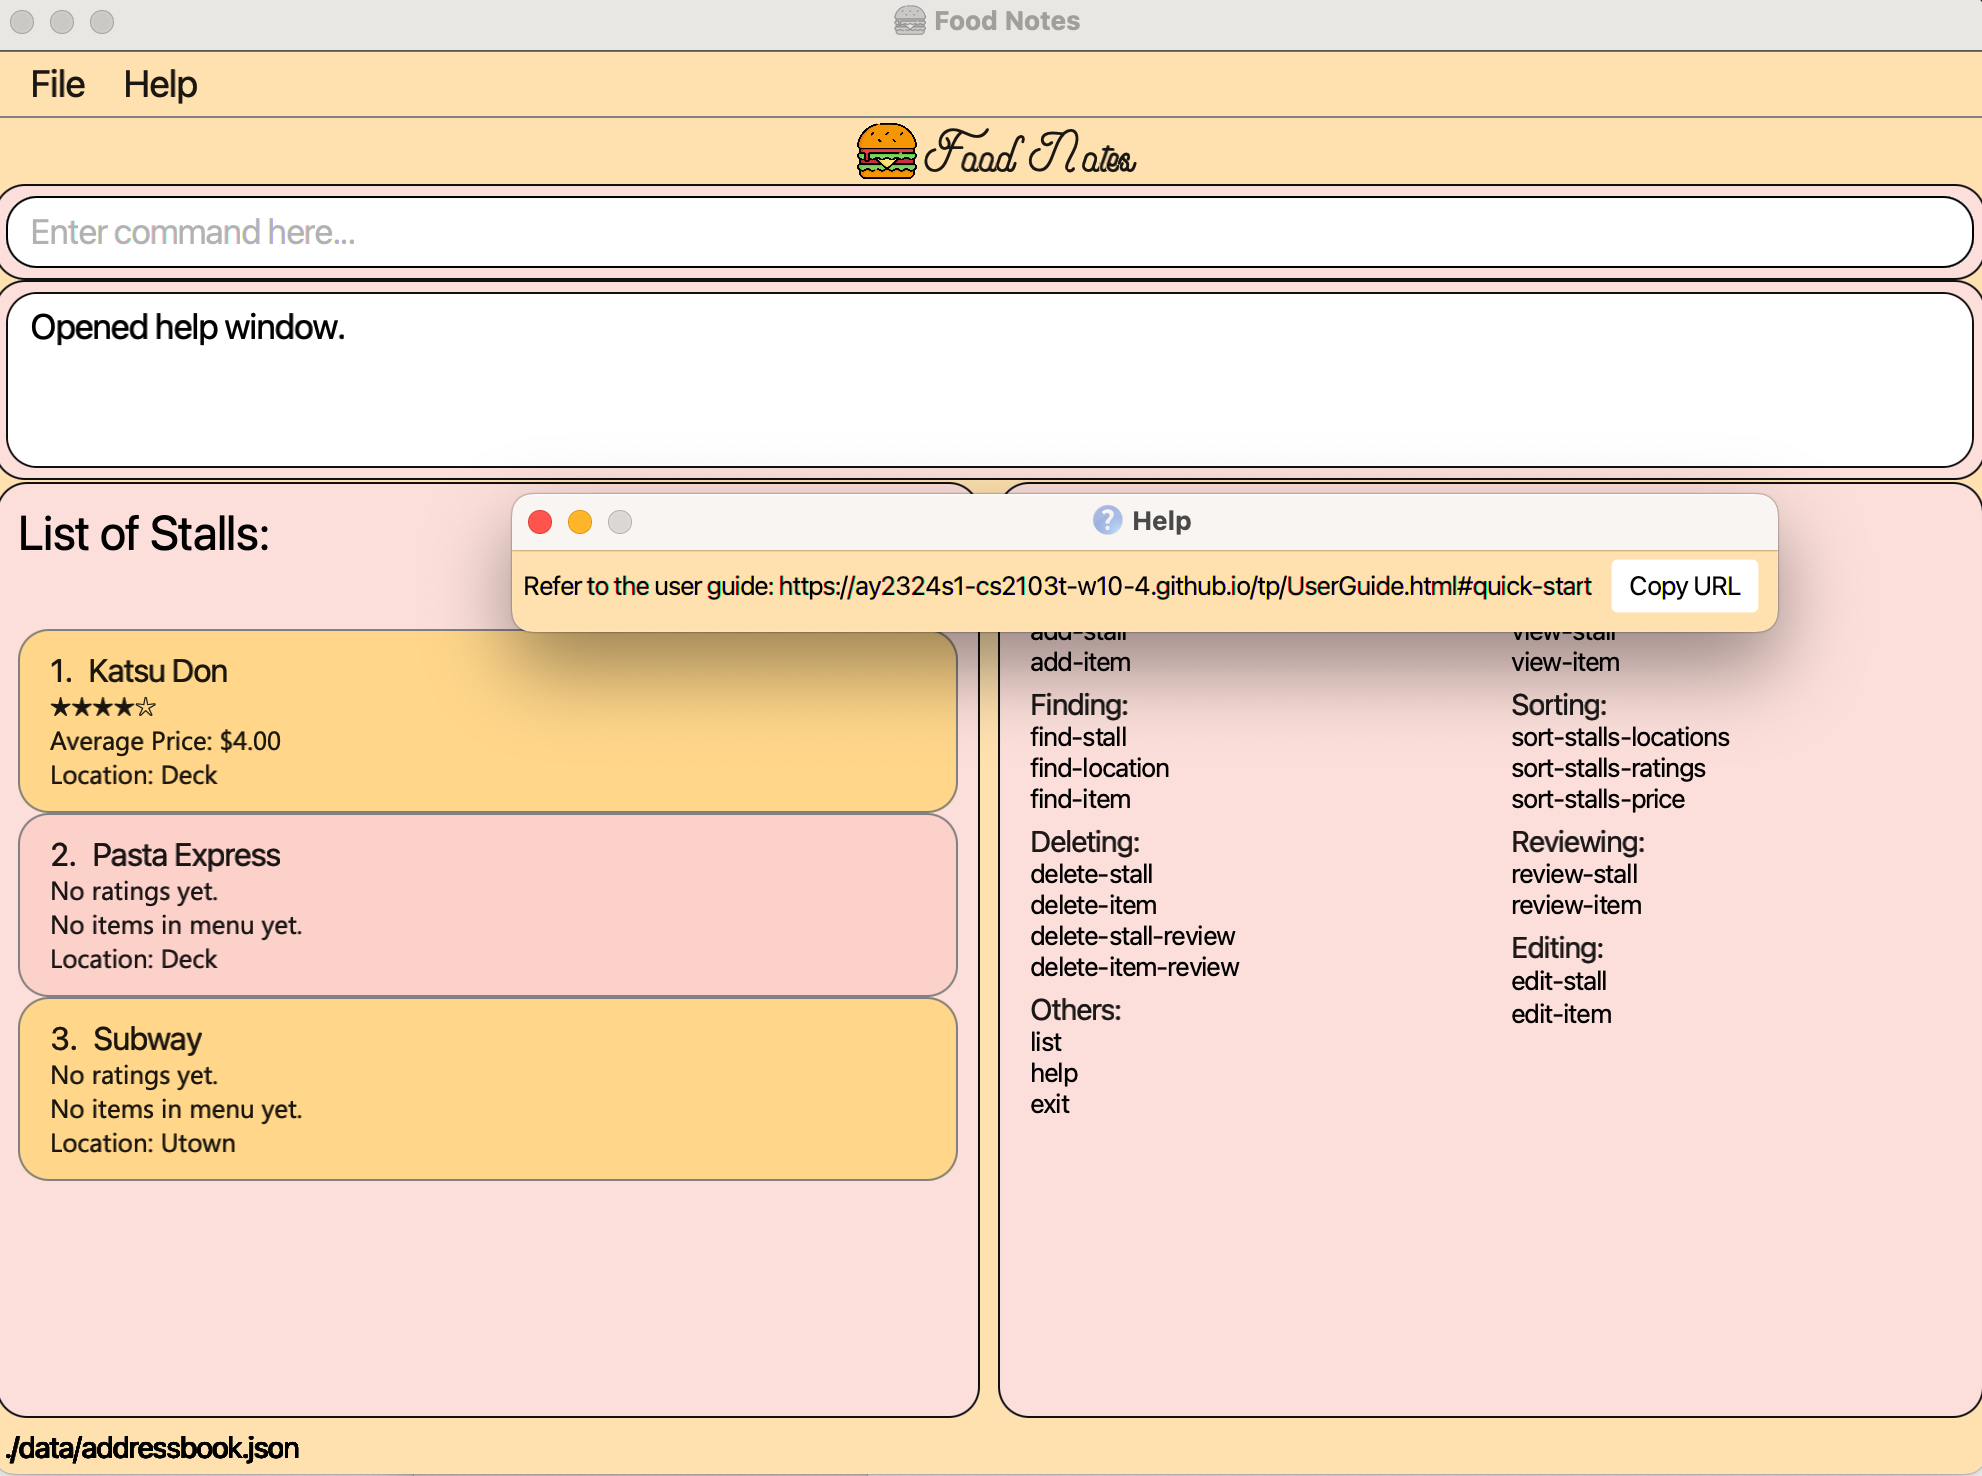 Food Notes
File Help
Food Notes
Enter command here...
Opened help window.
List of Stalls:
1. Katsu Don
★★★★☆
Average Price: $4.00
Location: Deck
2. Pasta Express
No ratings yet.
No items in menu yet.
Location: Deck
3. Subway
No ratings yet.
No items in menu yet.
Location: Utown
Help
Refer to the user guide: https://ay2324s1-cs2103t-w10-4.github.io/tp/UserGuide.html#quick-start
Copy URL
add-stall
add-item
Finding:
find-stall
find-location
find-item
Deleting:
delete-stall
delete-item
delete-stall-review
delete-item-review
Others:
list
help
exit
view-stall
view-item
Sorting:
sort-stalls-locations
sort-stalls-ratings
sort-stalls-price
Reviewing:
review-stall
review-item
Editing:
edit-stall
edit-item
./data/addressbook.json